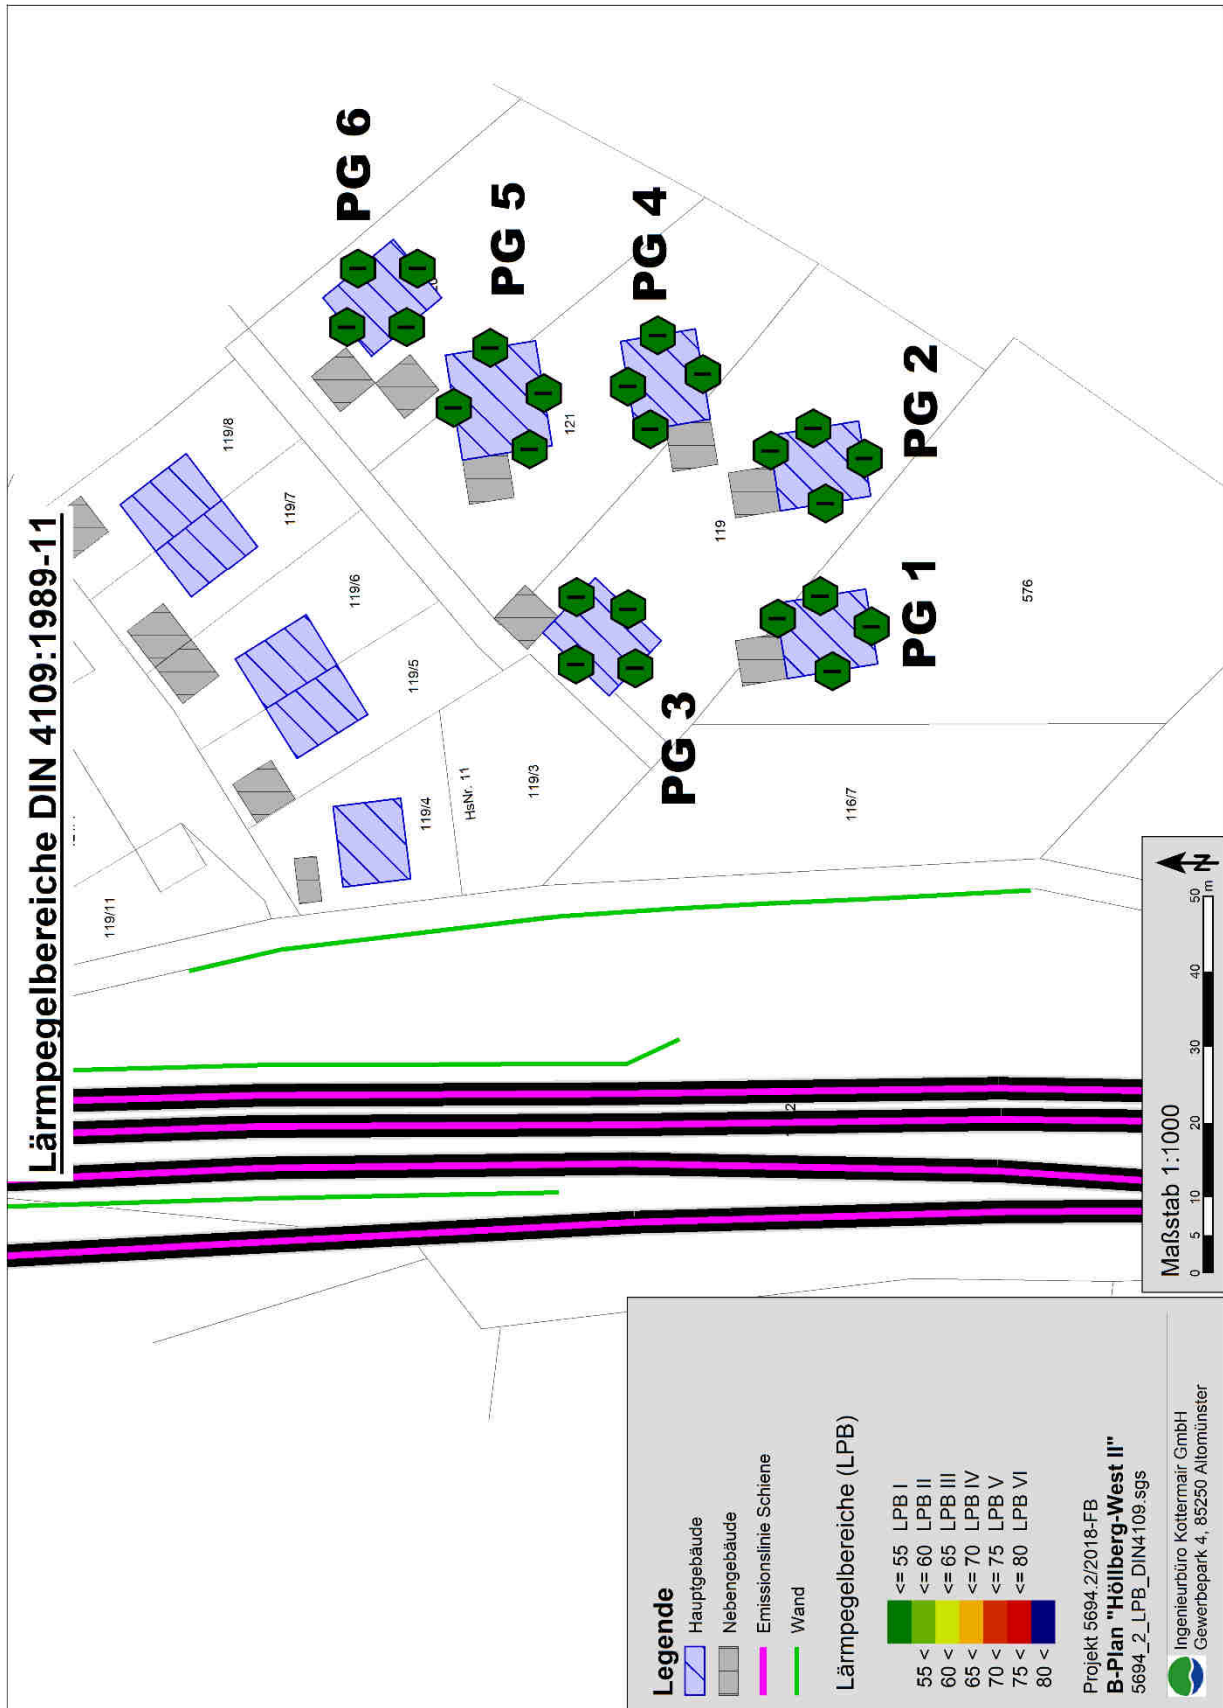 Lärmpegelbereiche DIN 4109:1989-11
119/11
119/8
119/7
119/6
119/5
119/4
HsNr. 11
119/3
116/7
576
119
121
PG 6
I
I
I
I
PG 5
I
I
I
I
PG 4
I
I
I
I
PG 3
I
I
I
I
PG 2
I
I
I
I
PG 1
I
I
I
I
2
Legende
Hauptgebäude
Nebengebäude
Emissionslinie Schiene
Wand
Lärmpegelbereiche (LPB)
<= 55 LPB I
55 < <= 60 LPB II
60 < <= 65 LPB III
65 < <= 70 LPB IV
70 < <= 75 LPB V
75 < <= 80 LPB VI
80 <
Projekt 5694.2/2018-FB
B-Plan "Höllberg-West II"
5694_2_LPB_DIN4109.sgs
Ingenieurbüro Kottermair GmbH
Gewerbepark 4, 85250 Altomünster
Maßstab 1:1000
0 5 10 20 30 40 50
m
N